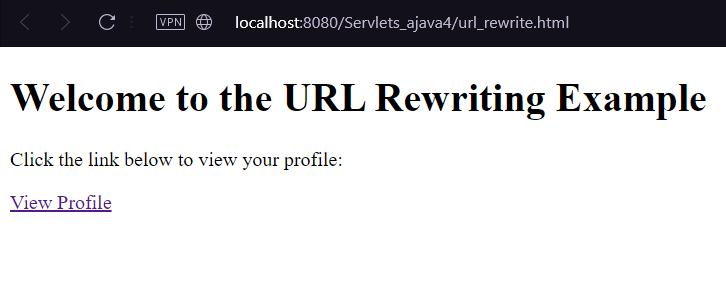 VPN localhost:8080/Servlets_ajava4/url_rewrite.html
Welcome to the URL Rewriting Example
Click the link below to view your profile:
View Profile